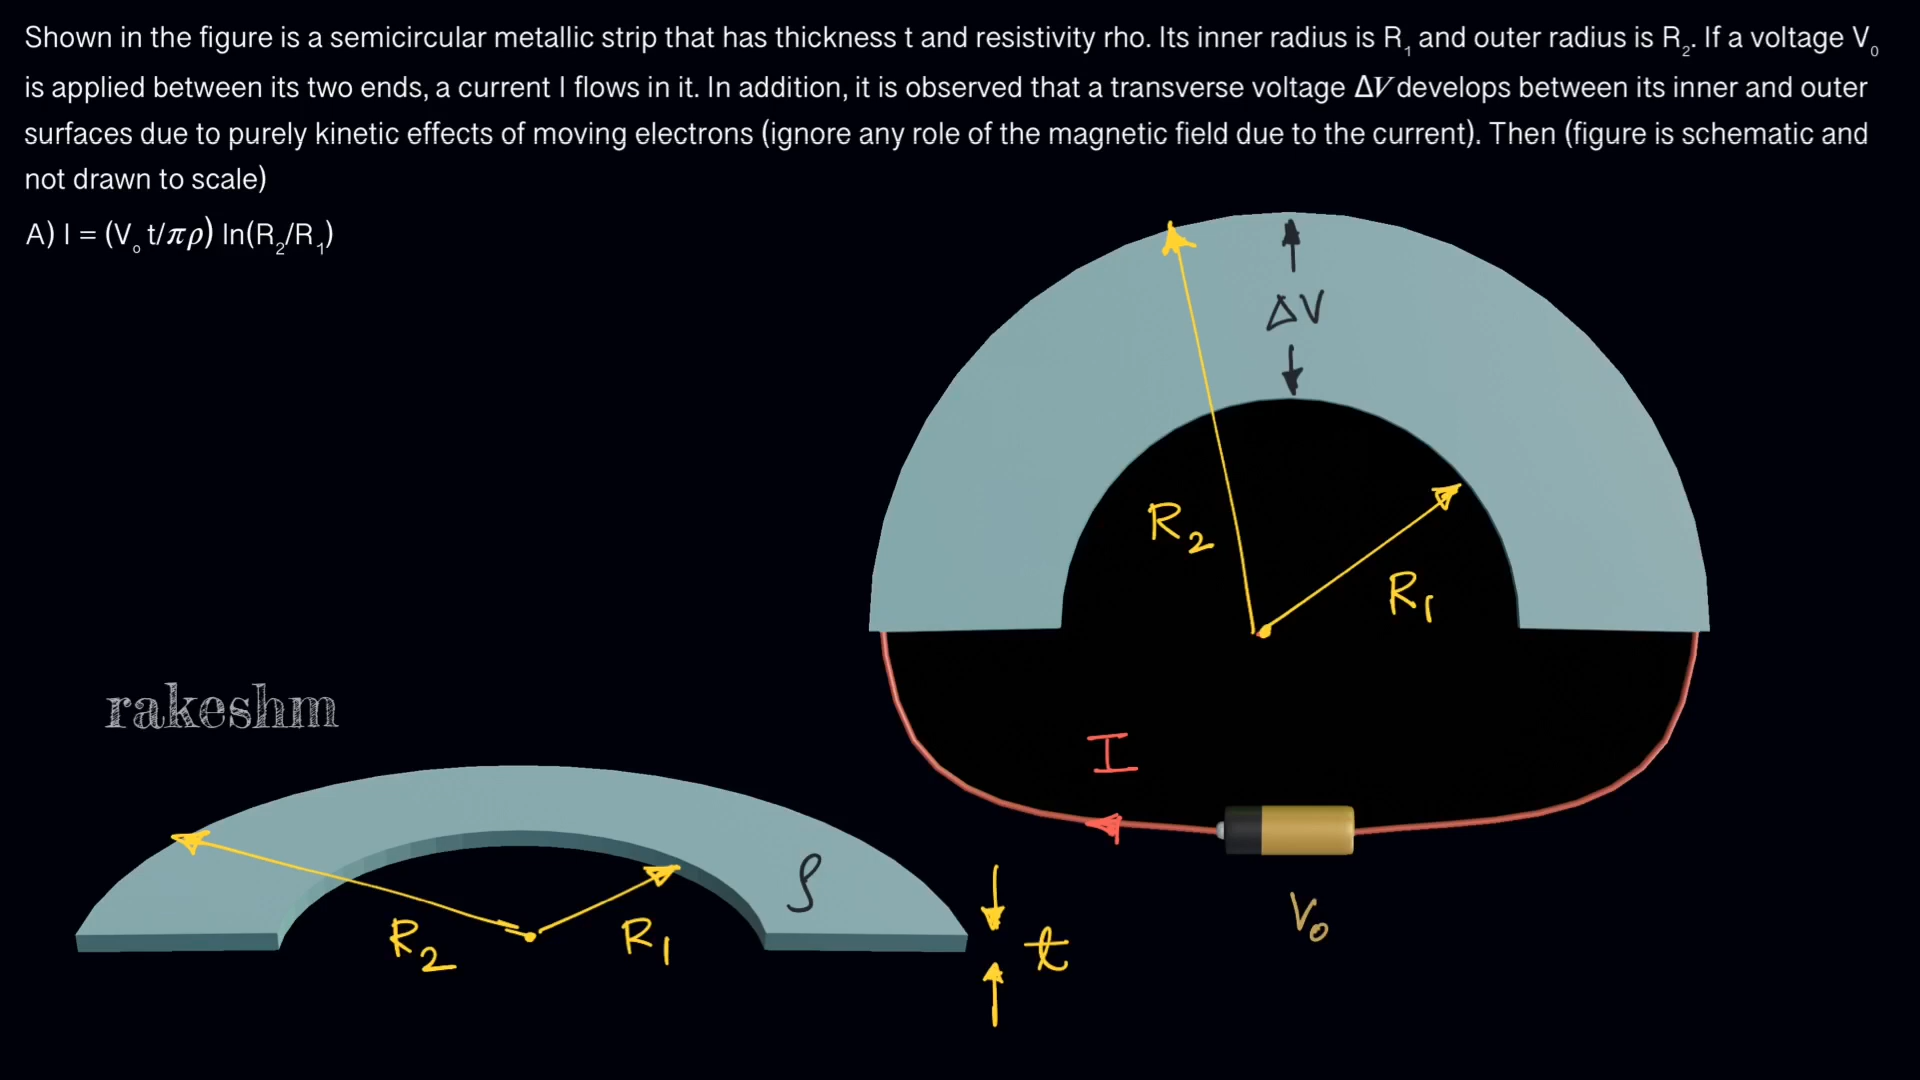 Shown in the figure is a semicircular metallic strip that has thickness t and resistivity rho. Its inner radius is R₁ and outer radius is R₂. If a voltage V₀
is applied between its two ends, a current I flows in it. In addition, it is observed that a transverse voltage ΔV develops between its inner and outer
surfaces due to purely kinetic effects of moving electrons (ignore any role of the magnetic field due to the current). Then (figure is schematic and
not drawn to scale)
A) I = (V₀ t/πρ) ln(R₂/R₁)
ΔV
R₂
R₁
rakeshm
I
ρ
R₂
R₁
t
V₀